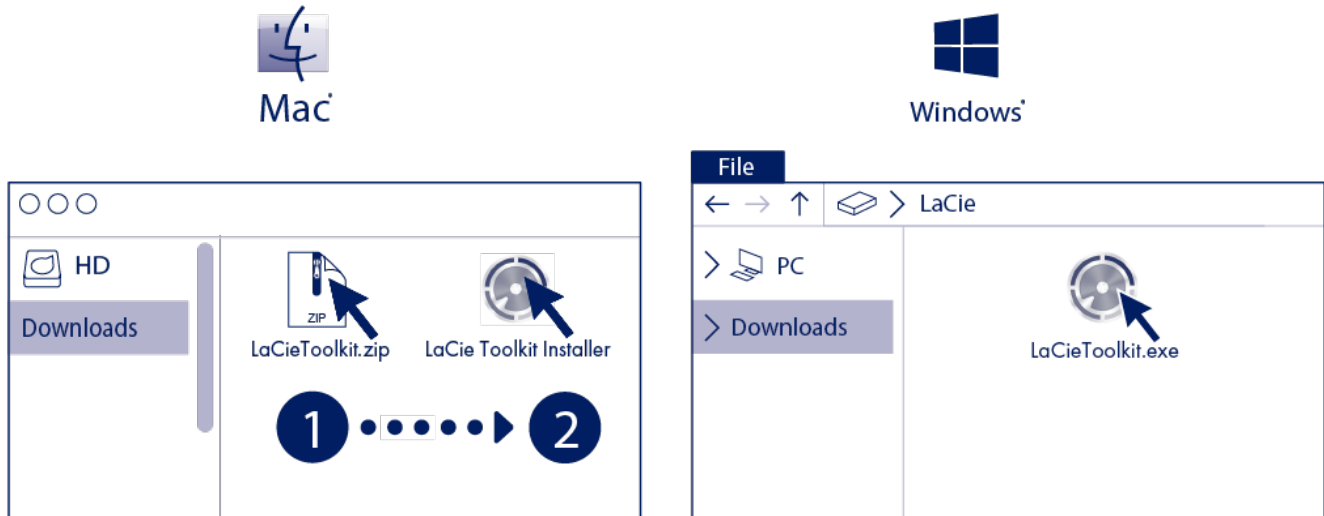 Mac
Windows
HD
Downloads
ZIP
LaCieToolkit.zip
LaCie Toolkit Installer
1
2
File
LaCie
PC
Downloads
LaCieToolkit.exe